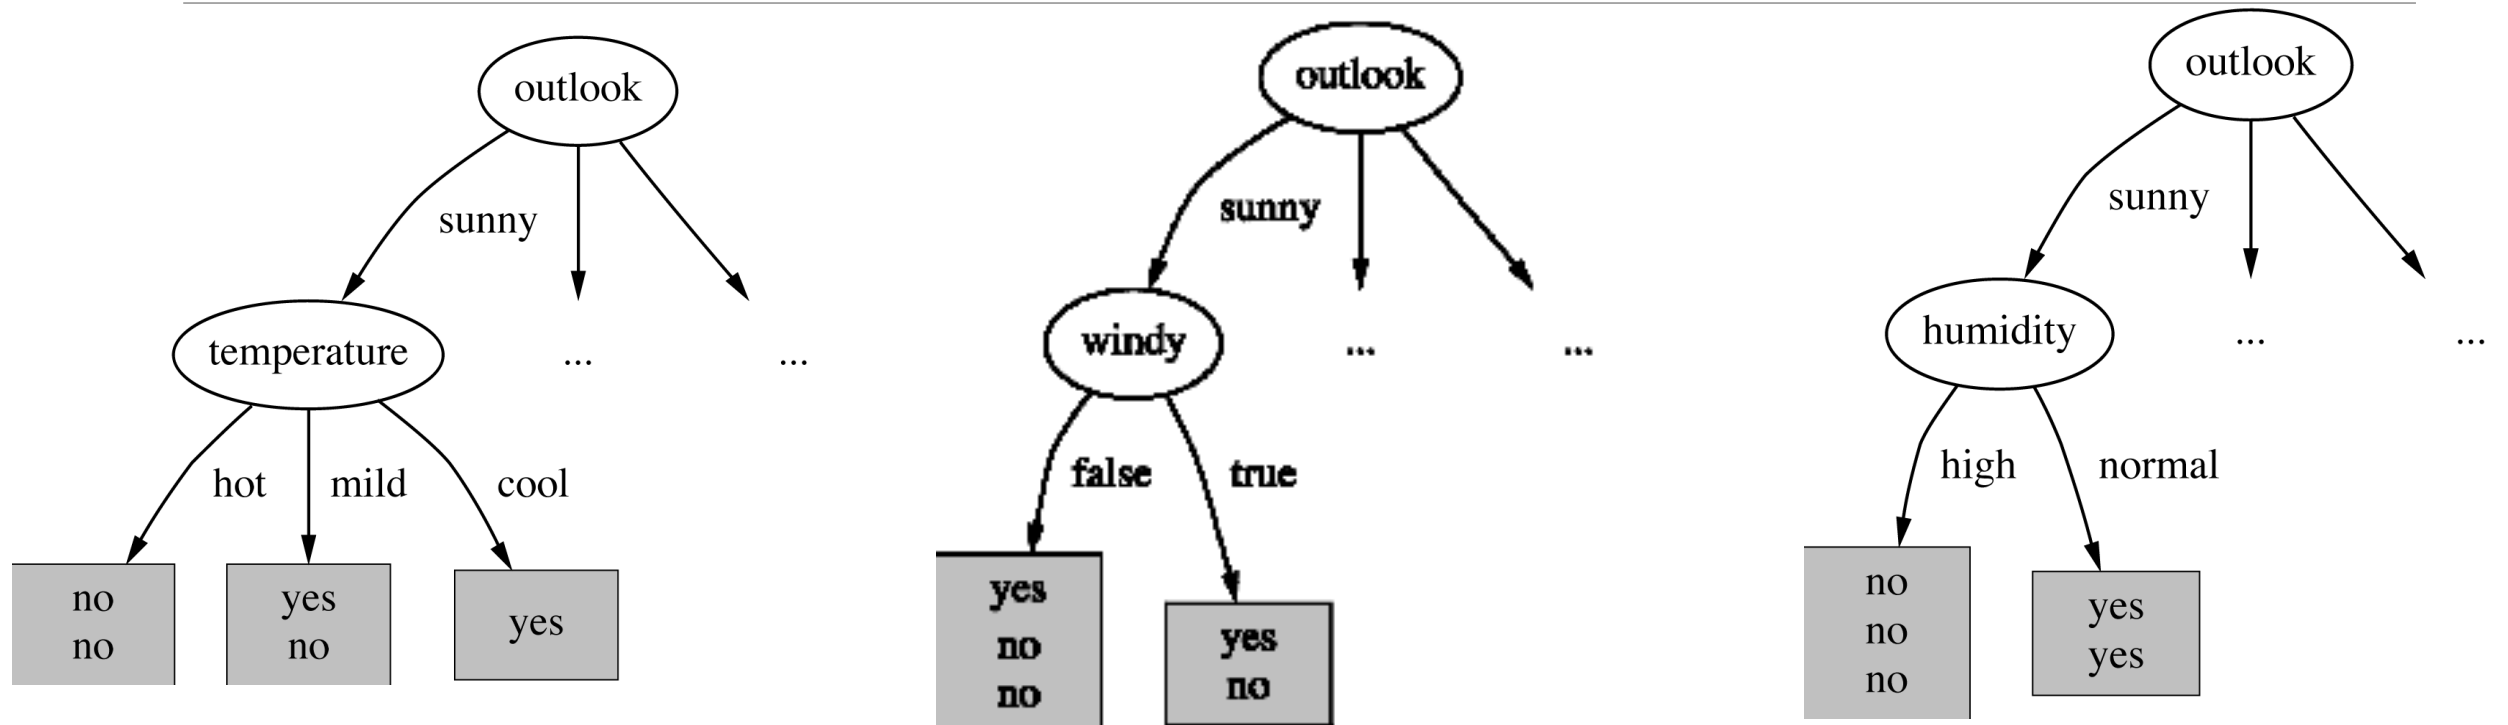 outlook
sunny
temperature
...
...
hot
mild
cool
no
no
yes
no
yes
outlook
sunny
windy
...
...
false
true
yes
no
no
yes
no
outlook
sunny
humidity
...
...
high
normal
no
no
no
yes
yes